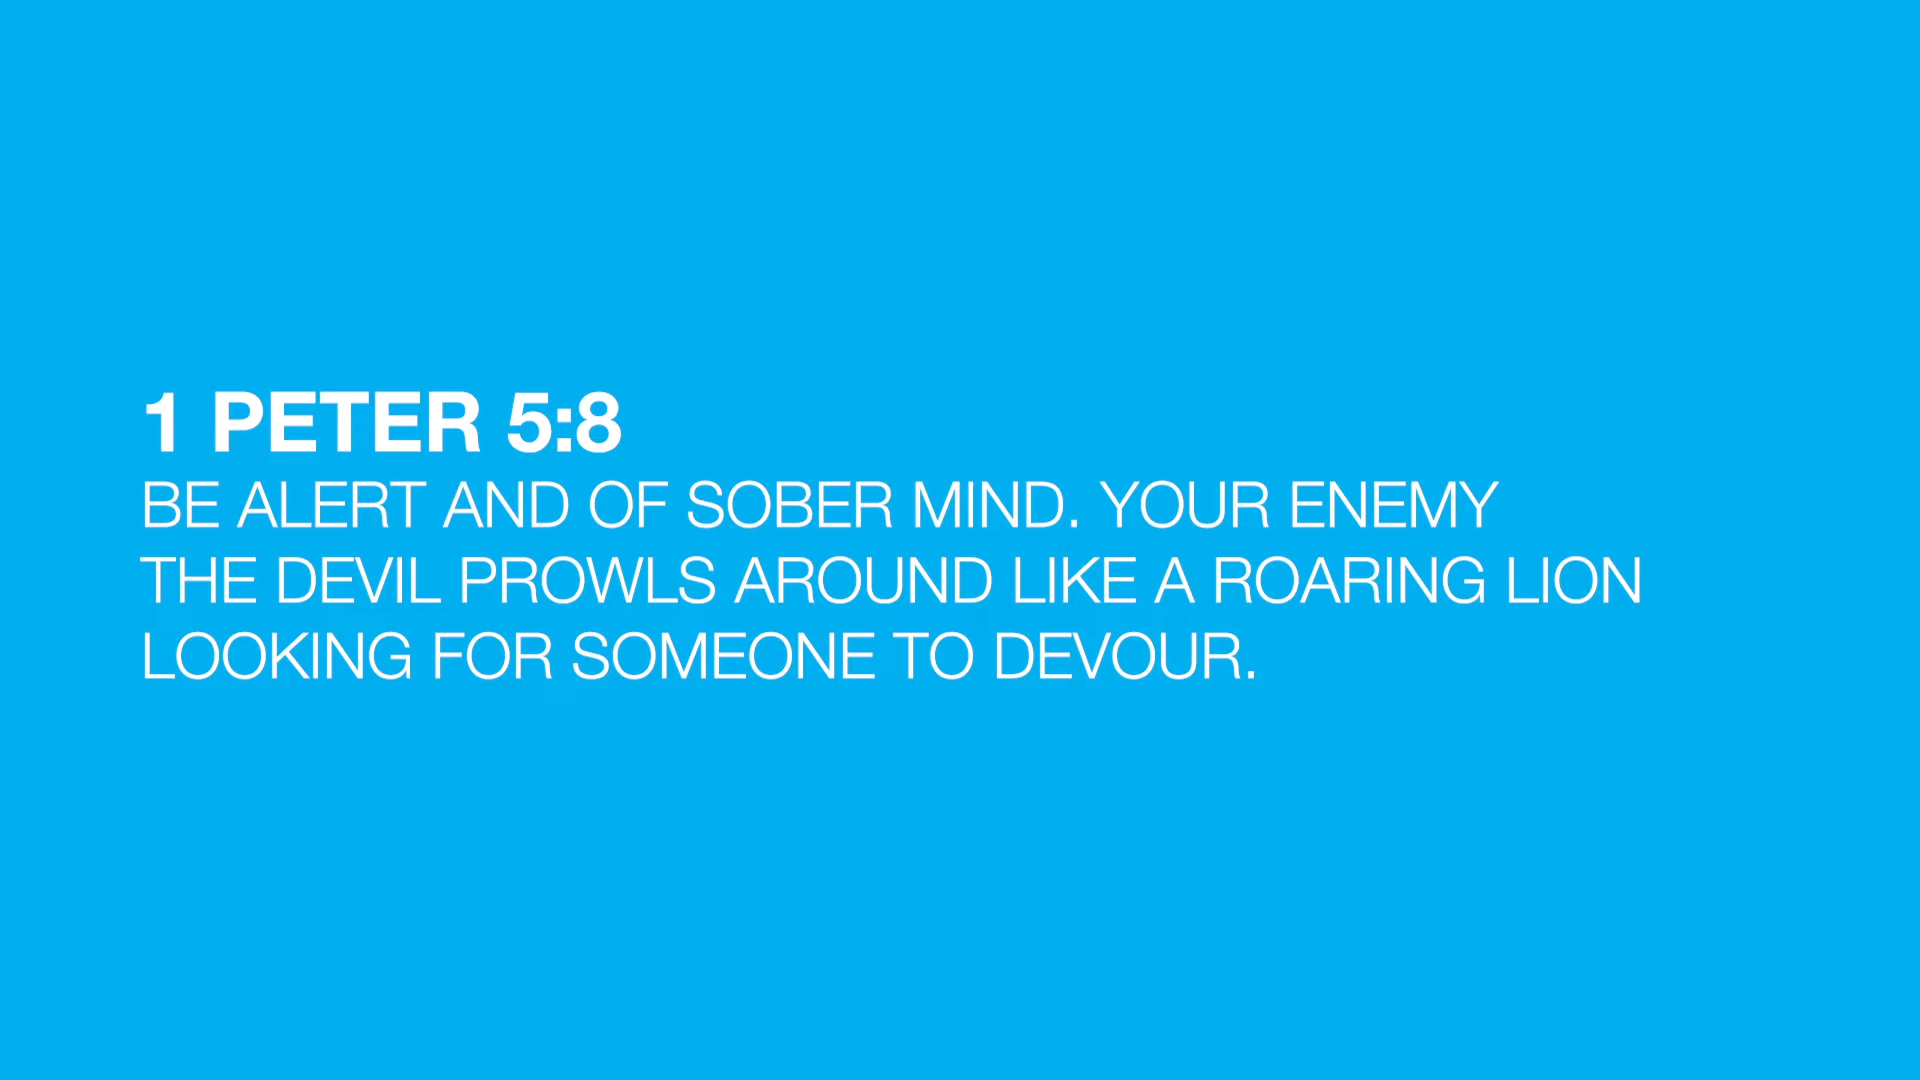 1 PETER 5:8
BE ALERT AND OF SOBER MIND. YOUR ENEMY
THE DEVIL PROWLS AROUND LIKE A ROARING LION
LOOKING FOR SOMEONE TO DEVOUR.